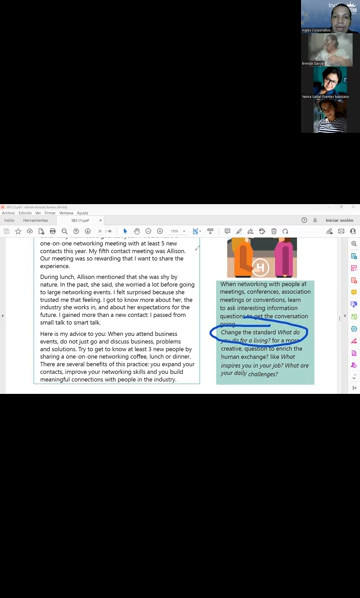 Inglés Corporativo
Brenda Garcia
Inicio Herramientas
Iniciar sesión
one-on-one networking meeting with at least 5 new
contacts this year. My fifth contact meeting was Allison.
Our meeting was so rewarding that I want to share the
experience.
During lunch, Allison mentioned that she was shy by
nature. In the past, she said, she worried a lot before going
to large networking events. I felt surprised because she
trusted me that feeling. I got to know more about her, the
industry she works in, and about her expectations for the
future. I gained more than a new contact: I passed from
small talk to smart talk.
Here is my advice to you: When you attend business
events, do not just go and discuss business, problems
and solutions. Try to get to know at least 3 new people by
sharing a one-on-one networking coffee, lunch or dinner.
There are several benefits of this practice: you expand your
contacts, improve your networking skills and you build
meaningful connections with people in the industry.
H
When networking with people at
meetings, conferences, association
meetings or conventions, learn
to ask interesting information
questions to get the conversation
going.
Change the standard What do
you do for a living? for a more
creative, question to enrich the
human exchange? like What
inspires you in your job? What are
your daily challenges?